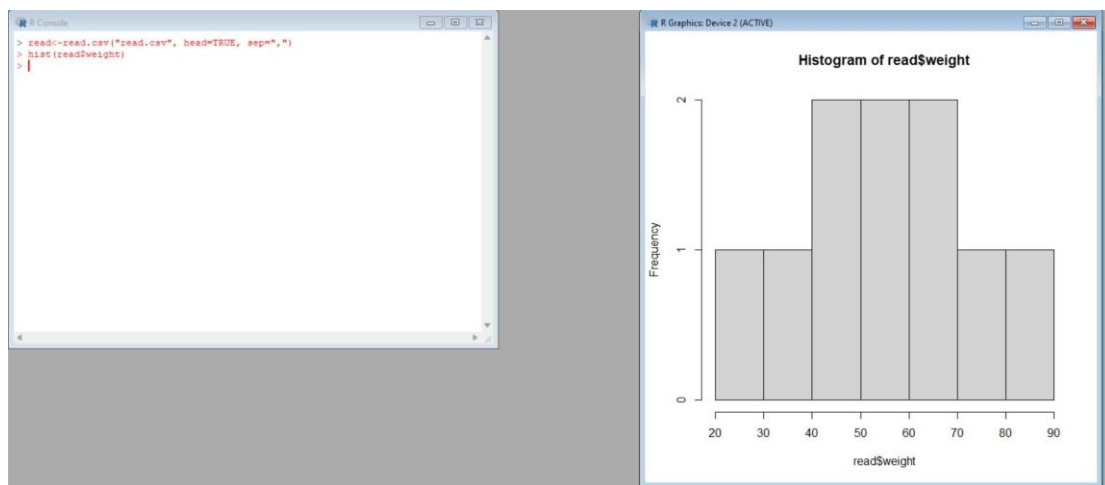 R Console
> read<-read.csv("read.csv", head=TRUE, sep=",")
> hist(read$weight)
>
R Graphics: Device 2 (ACTIVE)
Histogram of read$weight
Frequency
2
1
0
20 30 40 50 60 70 80 90
read$weight